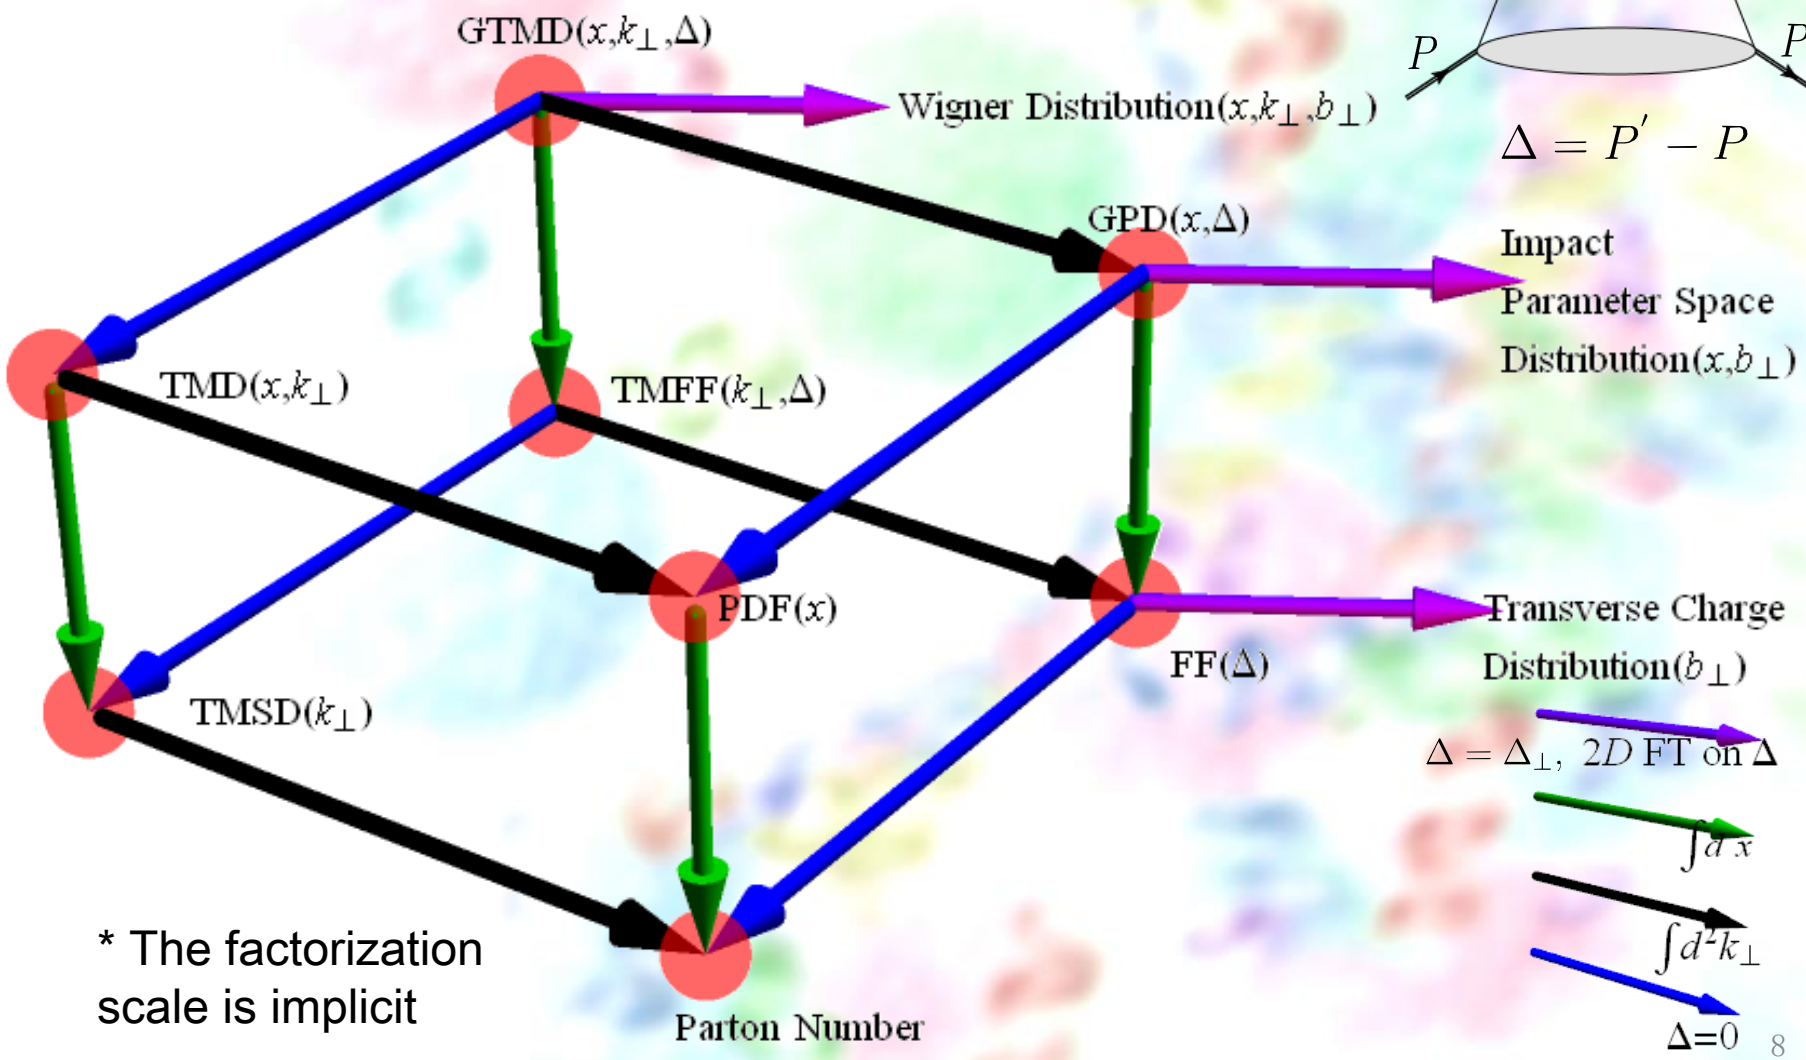 GTMD(x,k⊥,Δ)
P
P
Wigner Distribution(x,k⊥,b⊥)
Δ = P′ − P
GPD(x,Δ)
Impact
Parameter Space
Distribution(x,b⊥)
TMD(x,k⊥)
TMFF(k⊥,Δ)
PDF(x)
Transverse Charge
Distribution(b⊥)
FF(Δ)
TMSD(k⊥)
Δ = Δ⊥, 2D FT on Δ
∫d x
∫d²k⊥
Δ=0
* The factorization
scale is implicit
Parton Number
8